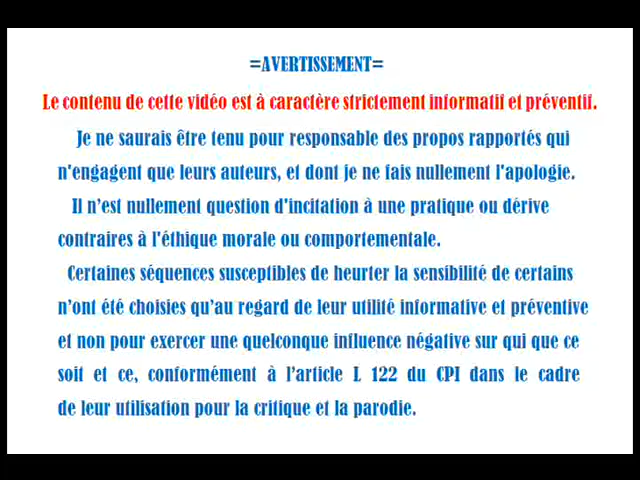 =AVERTISSEMENT=
Le contenu de cette vidéo est à caractère strictement informatif et préventif.
Je ne saurais être tenu pour responsable des propos rapportés qui
n'engagent que leurs auteurs, et dont je ne fais nullement l'apologie.
Il n'est nullement question d'incitation à une pratique ou dérive
contraires à l'éthique morale ou comportementale.
Certaines séquences susceptibles de heurter la sensibilité de certains
n'ont été choisies qu'au regard de leur utilité informative et préventive
et non pour exercer une quelconque influence négative sur qui que ce
soit et ce, conformément à l'article L 122 du CPI dans le cadre
de leur utilisation pour la critique et la parodie.